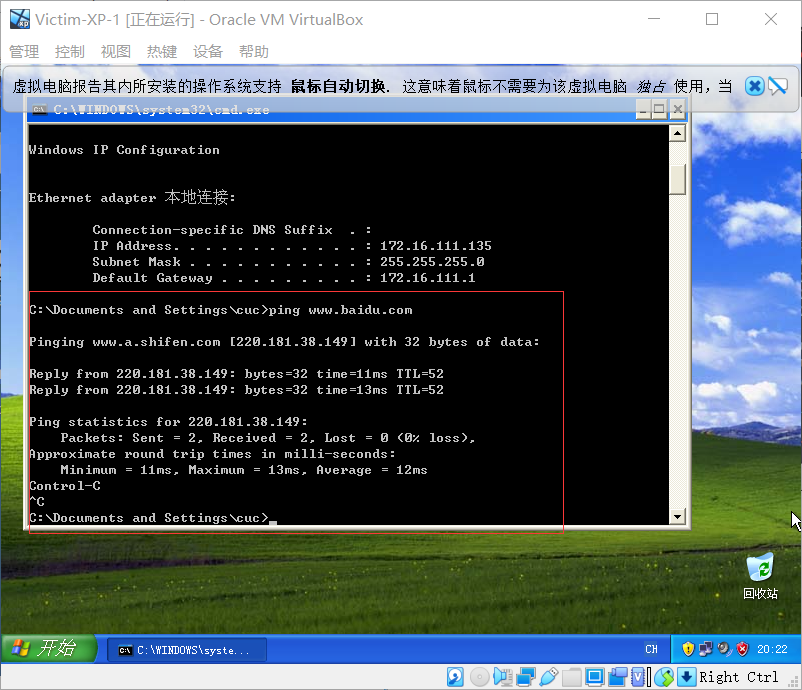 Victim-XP-1 [正在运行] - Oracle VM VirtualBox
管理 控制 视图 热键 设备 帮助
虚拟电脑报告其内所安装的操作系统支持 鼠标自动切换. 这意味着鼠标不需要为该虚拟电脑 独占 使用，当
C:\WINDOWS\system32\cmd.exe
Windows IP Configuration
Ethernet adapter 本地连接:
Connection-specific DNS Suffix  . :
IP Address. . . . . . . . . . . . : 172.16.111.135
Subnet Mask . . . . . . . . . . . : 255.255.255.0
Default Gateway . . . . . . . . . : 172.16.111.1
C:\Documents and Settings\cuc>ping www.baidu.com
Pinging www.a.shifen.com [220.181.38.149] with 32 bytes of data:
Reply from 220.181.38.149: bytes=32 time=11ms TTL=52
Reply from 220.181.38.149: bytes=32 time=13ms TTL=52
Ping statistics for 220.181.38.149:
Packets: Sent = 2, Received = 2, Lost = 0 (0% loss),
Approximate round trip times in milli-seconds:
Minimum = 11ms, Maximum = 13ms, Average = 12ms
Control-C
^C
C:\Documents and Settings\cuc>
回收站
开始 C:\WINDOWS\syste... CH 20:22
Right Ctrl